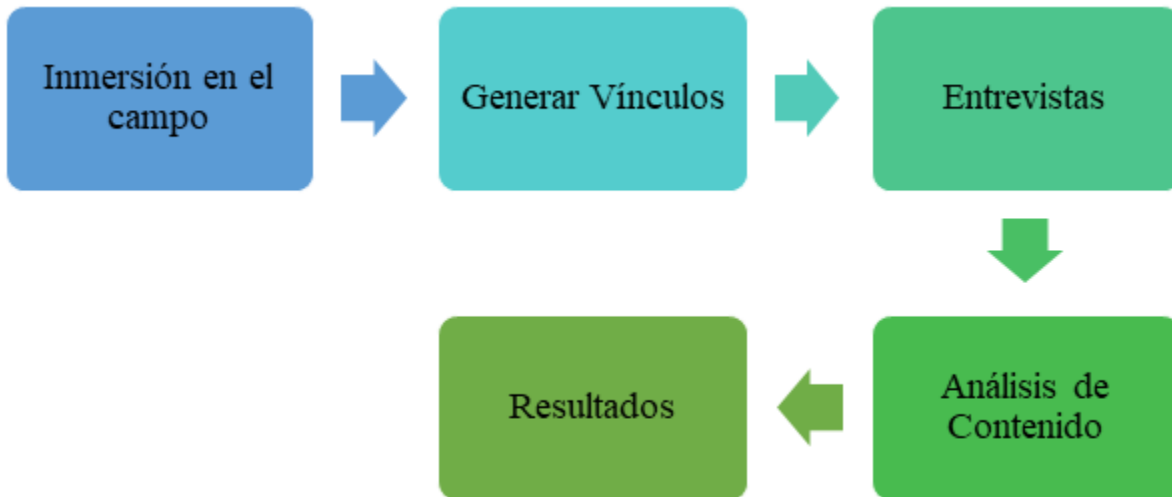 Inmersión en el
campo
Generar Vínculos
Entrevistas
Análisis de
Contenido
Resultados